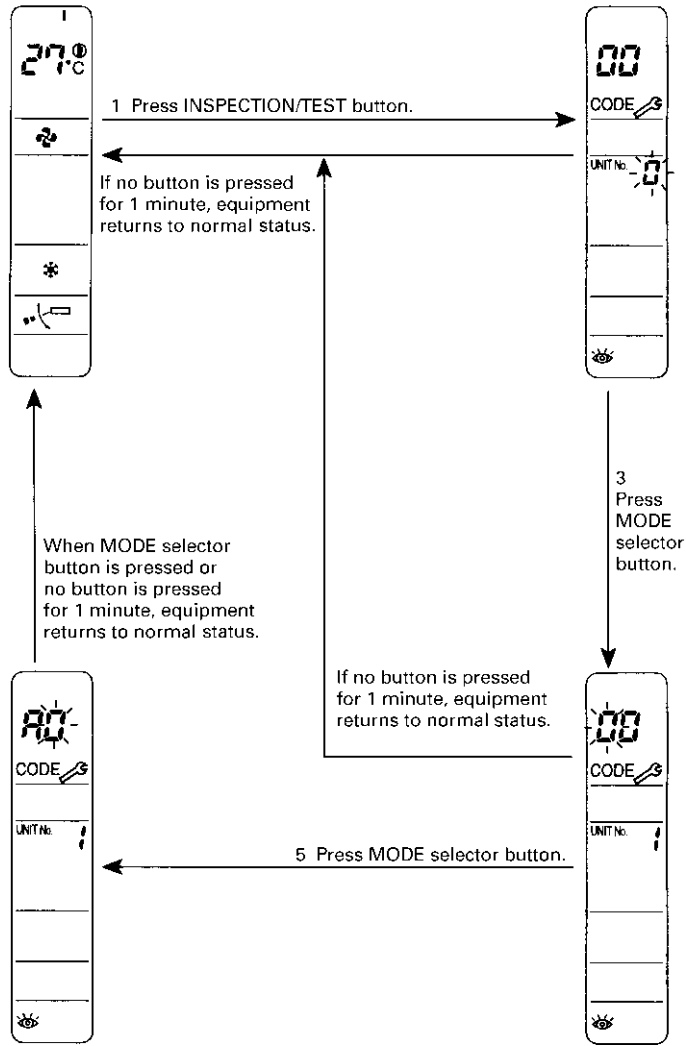 27°C
1 Press INSPECTION/TEST button.
If no button is pressed
for 1 minute, equipment
returns to normal status.
00
CODE
UNIT No. 0
3
Press
MODE
selector
button.
When MODE selector
button is pressed or
no button is pressed
for 1 minute, equipment
returns to normal status.
If no button is pressed
for 1 minute, equipment
returns to normal status.
A0
CODE
UNIT No. 1
5 Press MODE selector button.
00
CODE
UNIT No. 1